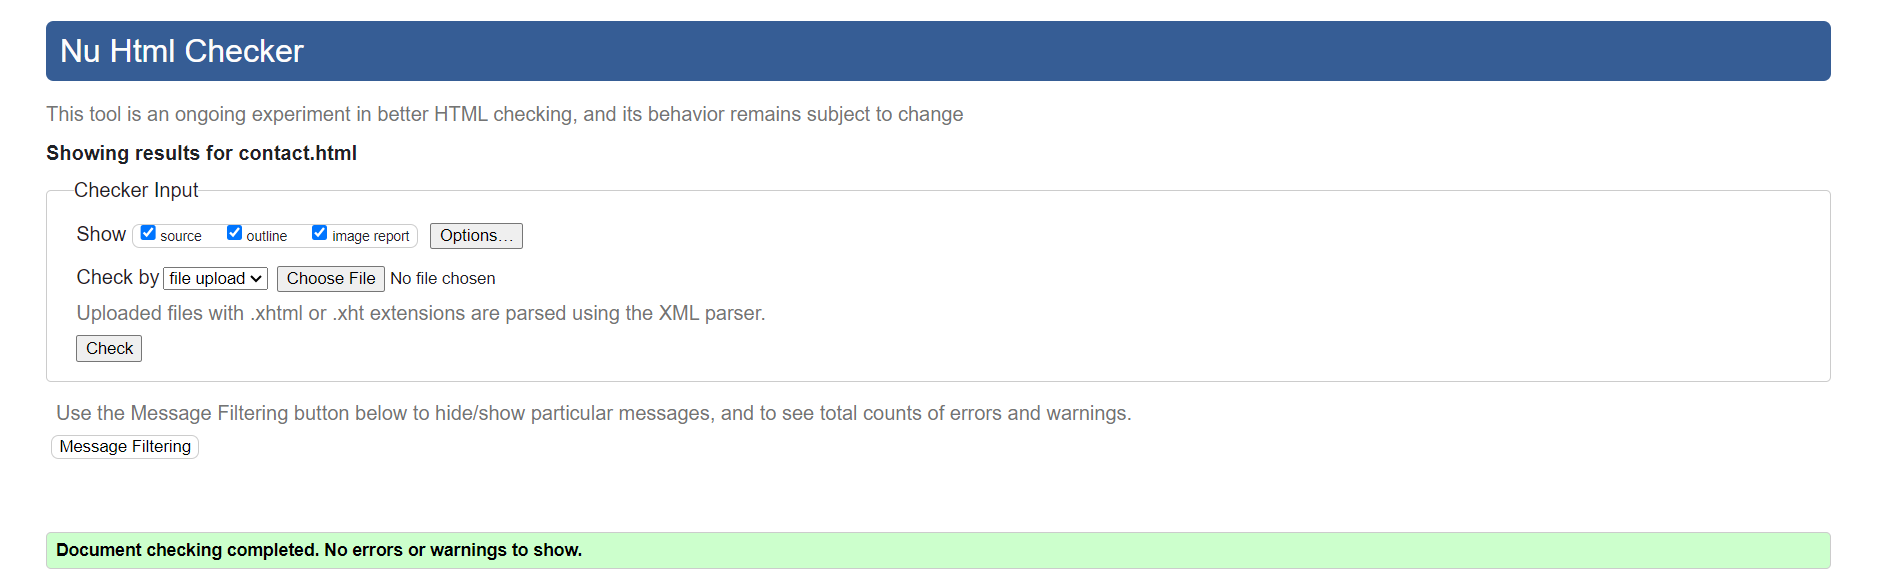 Nu Html Checker
This tool is an ongoing experiment in better HTML checking, and its behavior remains subject to change
Showing results for contact.html
Checker Input
Show source outline image report Options…
Check by file upload Choose File No file chosen
Uploaded files with .xhtml or .xht extensions are parsed using the XML parser.
Check
Use the Message Filtering button below to hide/show particular messages, and to see total counts of errors and warnings.
Message Filtering
Document checking completed. No errors or warnings to show.